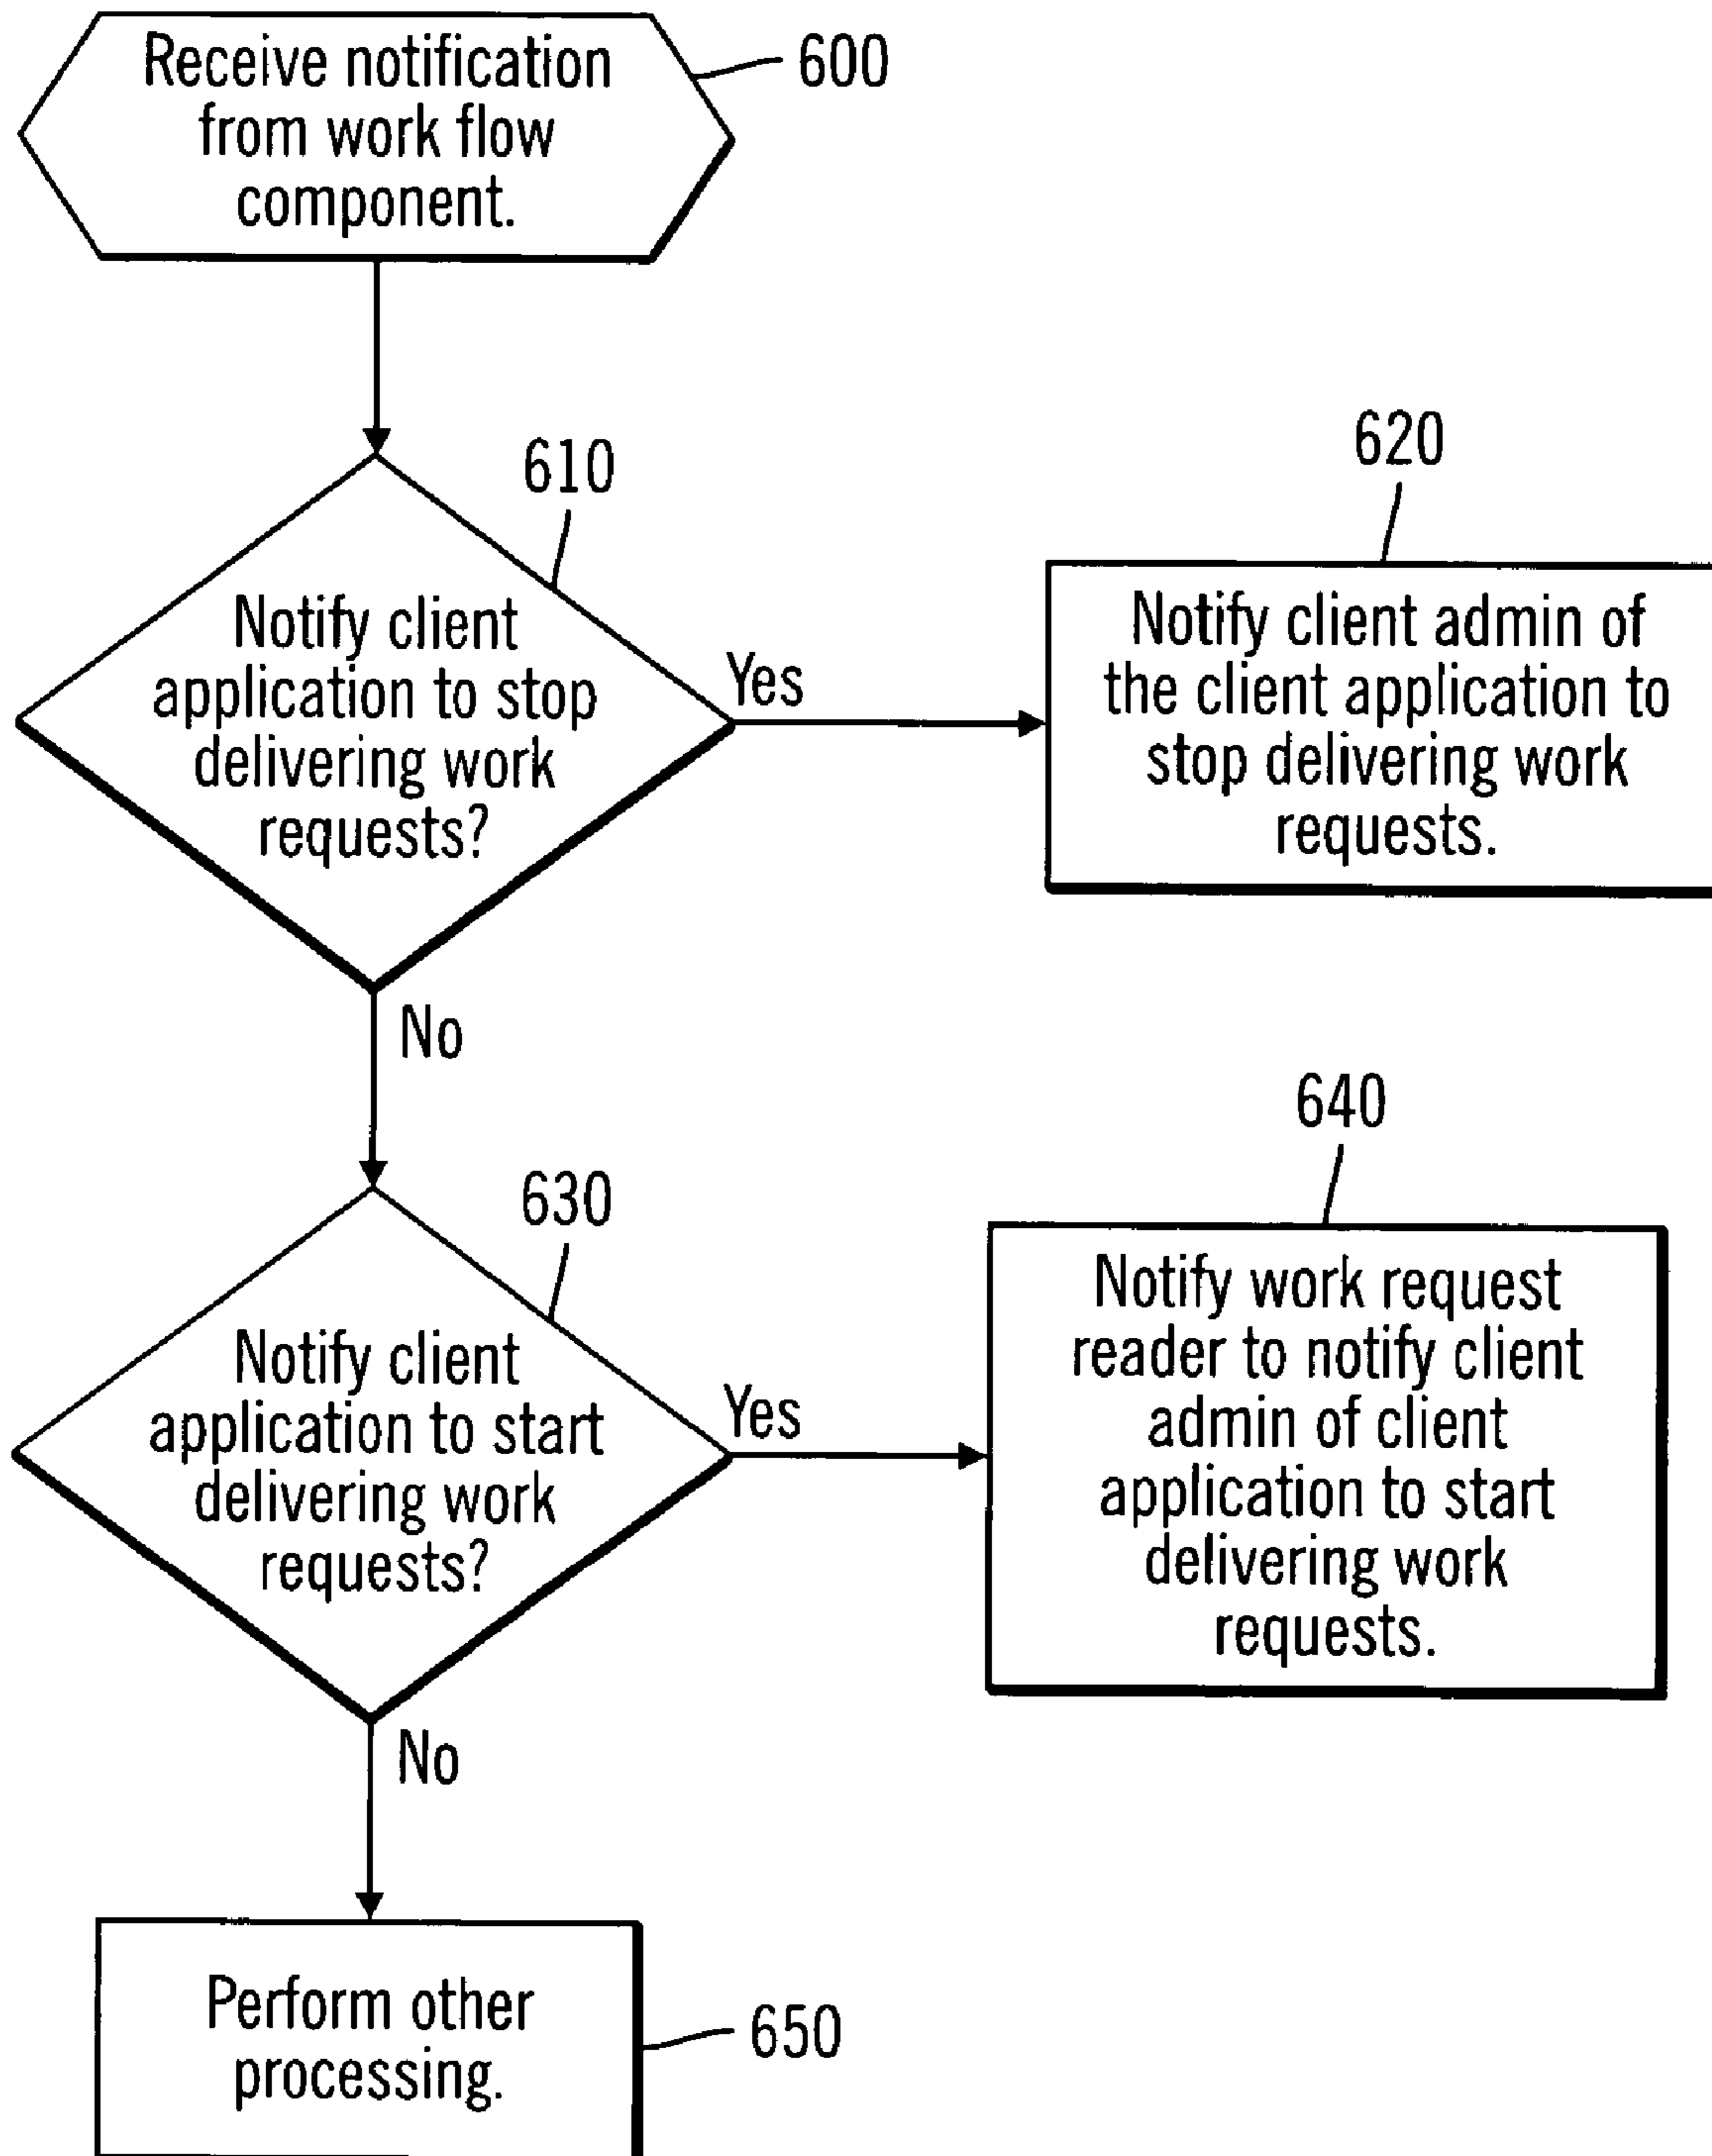 Receive notification
from work flow
component.
600
610
Notify client
application to stop
delivering work
requests?
Yes
No
620
Notify client admin of
the client application to
stop delivering work
requests.
630
Notify client
application to start
delivering work
requests?
Yes
No
640
Notify work request
reader to notify client
admin of client
application to start
delivering work
requests.
Perform other
processing.
650